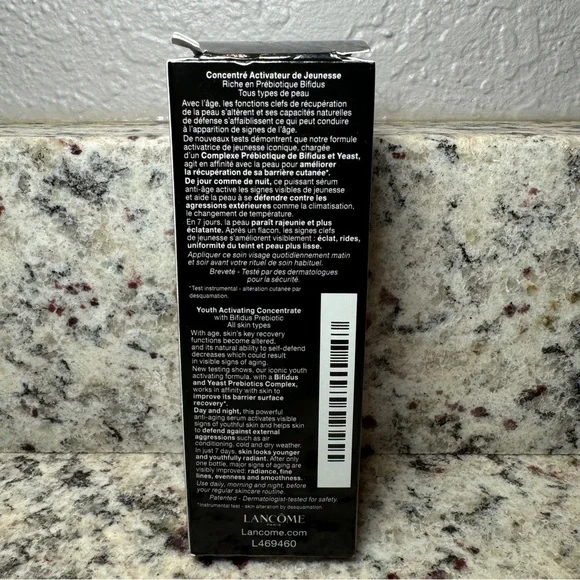 Concentré Activateur de Jeunesse
Riche en Prébiotique Bifidus
Tous types de peau
Avec l'âge, les fonctions clefs de récupération
de la peau s'altèrent et ses capacités naturelles
de défense s'affaiblissent ce qui peut conduire
à l'apparition de signes de l'âge.
De nouveaux tests démontrent que notre formule
activatrice de jeunesse iconique, chargée
d'un Complexe Prébiotique de Bifidus et Yeast,
agit en affinité avec la peau pour améliorer
la récupération de sa barrière cutanée*.
De jour comme de nuit, ce puissant sérum
anti-âge active les signes visibles de jeunesse
et aide la peau à se défendre contre les
agressions extérieures comme la climatisation,
le changement de température.
En 7 jours, la peau paraît rajeunie et plus
éclatante. Après un flacon, les signes clefs
de jeunesse s'améliorent visiblement : éclat, rides,
uniformité du teint et peau plus lisse.
Appliquer ce soin visage quotidiennement matin
et soir avant votre rituel de soin habituel.
Breveté - Testé par des dermatologues
pour la sécurité.
*Test instrumental - altération cutanée par
desquamation.
Youth Activating Concentrate
with Bifidus Prebiotic
All skin types
With age, skin's key recovery
functions become altered,
and its natural ability to self-defend
decreases which could result
in visible signs of aging.
New testing shows, our iconic youth
activating formula, with a Bifidus
and Yeast Prebiotics Complex,
works in affinity with skin to
improve its barrier surface
recovery*.
Day and night, this powerful
anti-aging serum activates visible
signs of youthful skin and helps skin
to defend against external
aggressions such as air
conditioning, cold and dry weather.
In just 7 days, skin looks younger
and youthfully radiant. After only
one bottle, major signs of aging are
visibly improved: radiance, fine
lines, evenness and smoothness.
Use daily, morning and night, before
your regular skincare routine.
Patented - Dermatologist-tested for safety.
*Instrumental test - skin alteration by desquamation.
LANCÔME
PARIS
Lancome.com
L469460